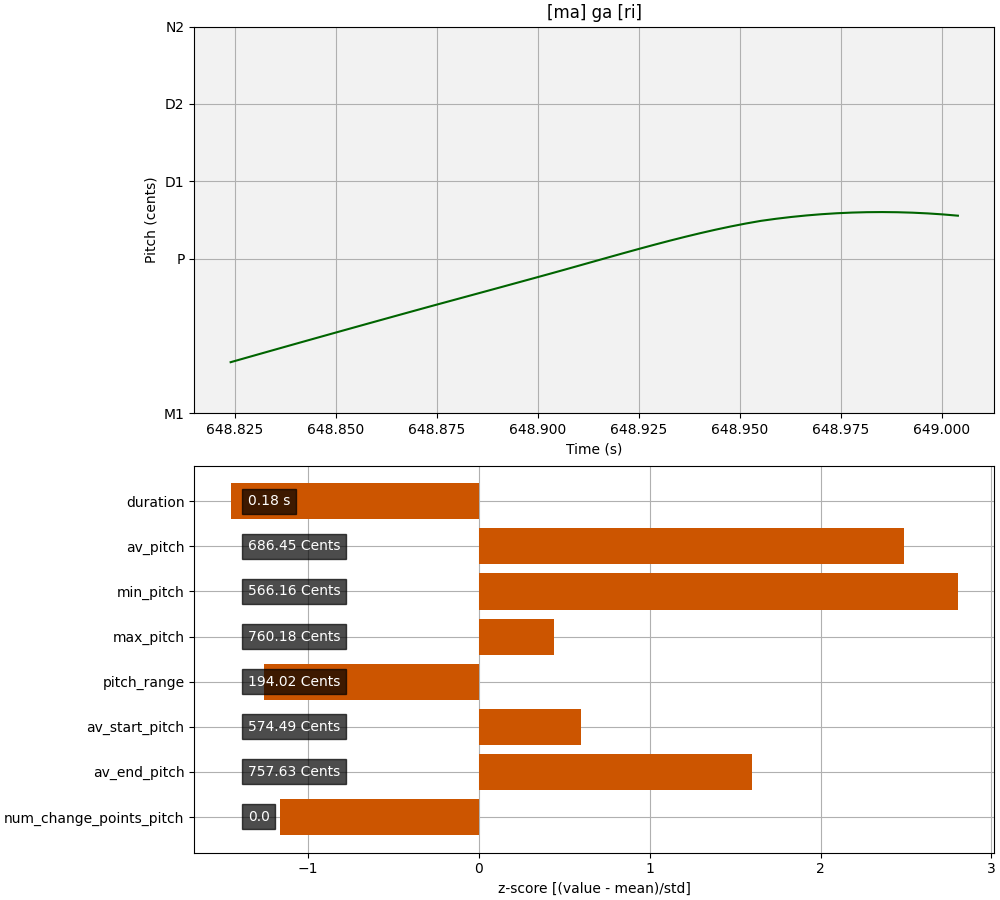 [ma] ga [ri]
N2
D2
D1
P
M1
Pitch (cents)
648.825 648.850 648.875 648.900 648.925 648.950 648.975 649.000
Time (s)
duration 0.18 s
av_pitch 686.45 Cents
min_pitch 566.16 Cents
max_pitch 760.18 Cents
pitch_range 194.02 Cents
av_start_pitch 574.49 Cents
av_end_pitch 757.63 Cents
num_change_points_pitch 0.0
−1 0 1 2 3
z-score [(value - mean)/std]